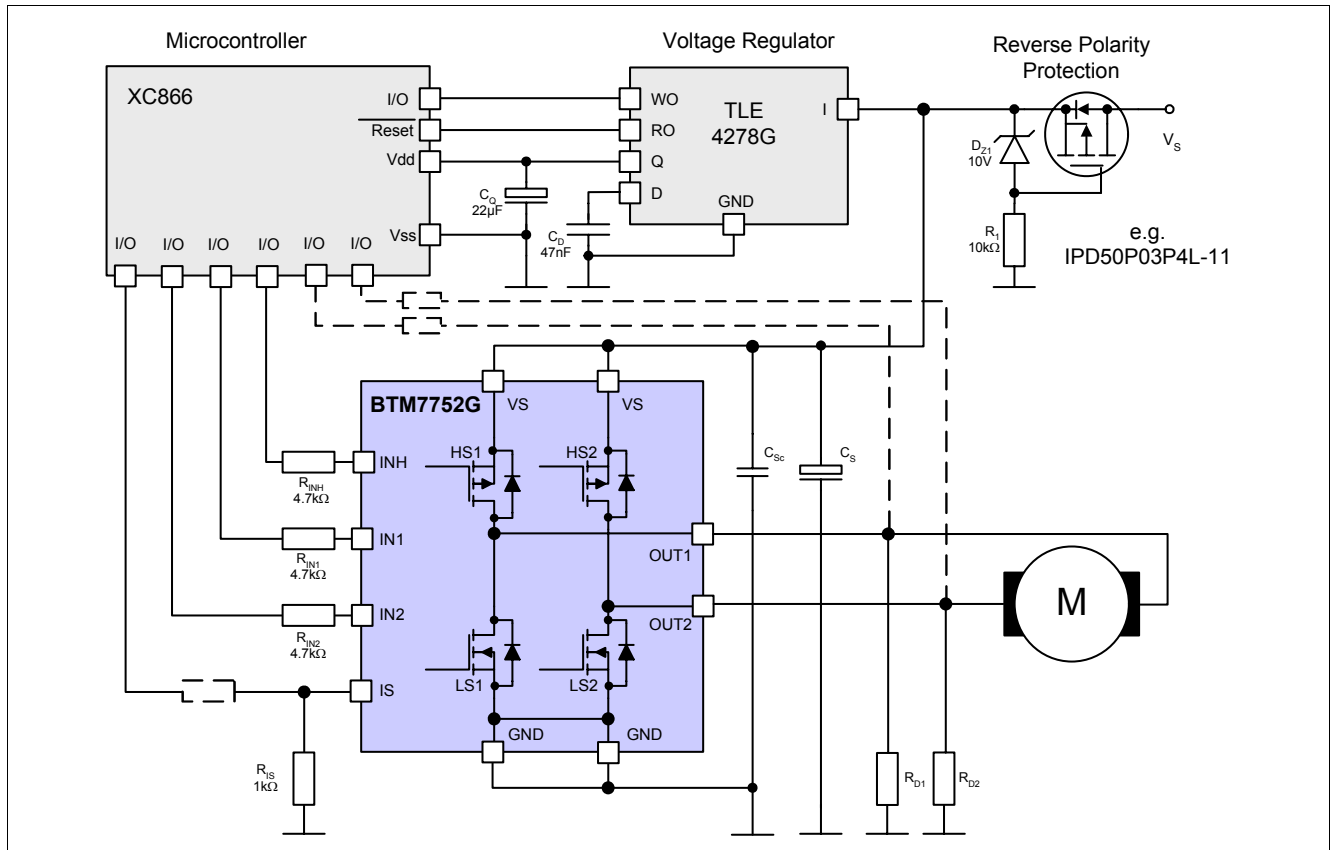 Microcontroller
Voltage Regulator
Reverse Polarity
Protection
XC866
I/O
Reset
Vdd
Vss
I/O
I/O
I/O
I/O
I/O
I/O
WO
RO
Q
D
TLE
4278G
I
GND
C_Q
22µF
C_D
47nF
D_Z1
10V
R_1
10kΩ
V_S
e.g.
IPD50P03P4L-11
BTM7752G
VS
VS
HS1
HS2
C_Sc
C_S
INH
R_INH
4.7kΩ
IN1
R_IN1
4.7kΩ
OUT1
IN2
R_IN2
4.7kΩ
OUT2
M
LS1
LS2
IS
GND
GND
R_IS
1kΩ
R_D1
R_D2